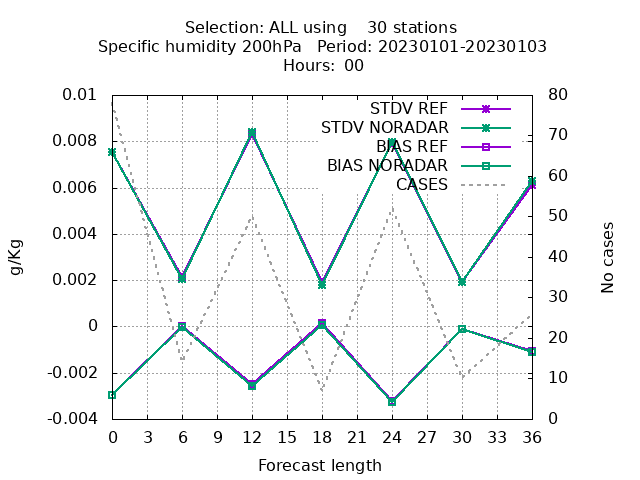 Selection: ALL using    30 stations
Specific humidity 200hPa   Period: 20230101-20230103
Hours: 00
STDV REF
STDV NORADAR
BIAS REF
BIAS NORADAR
CASES
g/Kg
0.01
0.008
0.006
0.004
0.002
0
-0.002
-0.004
No cases
80
70
60
50
40
30
20
10
0
0 3 6 9 12 15 18 21 24 27 30 33 36
Forecast length